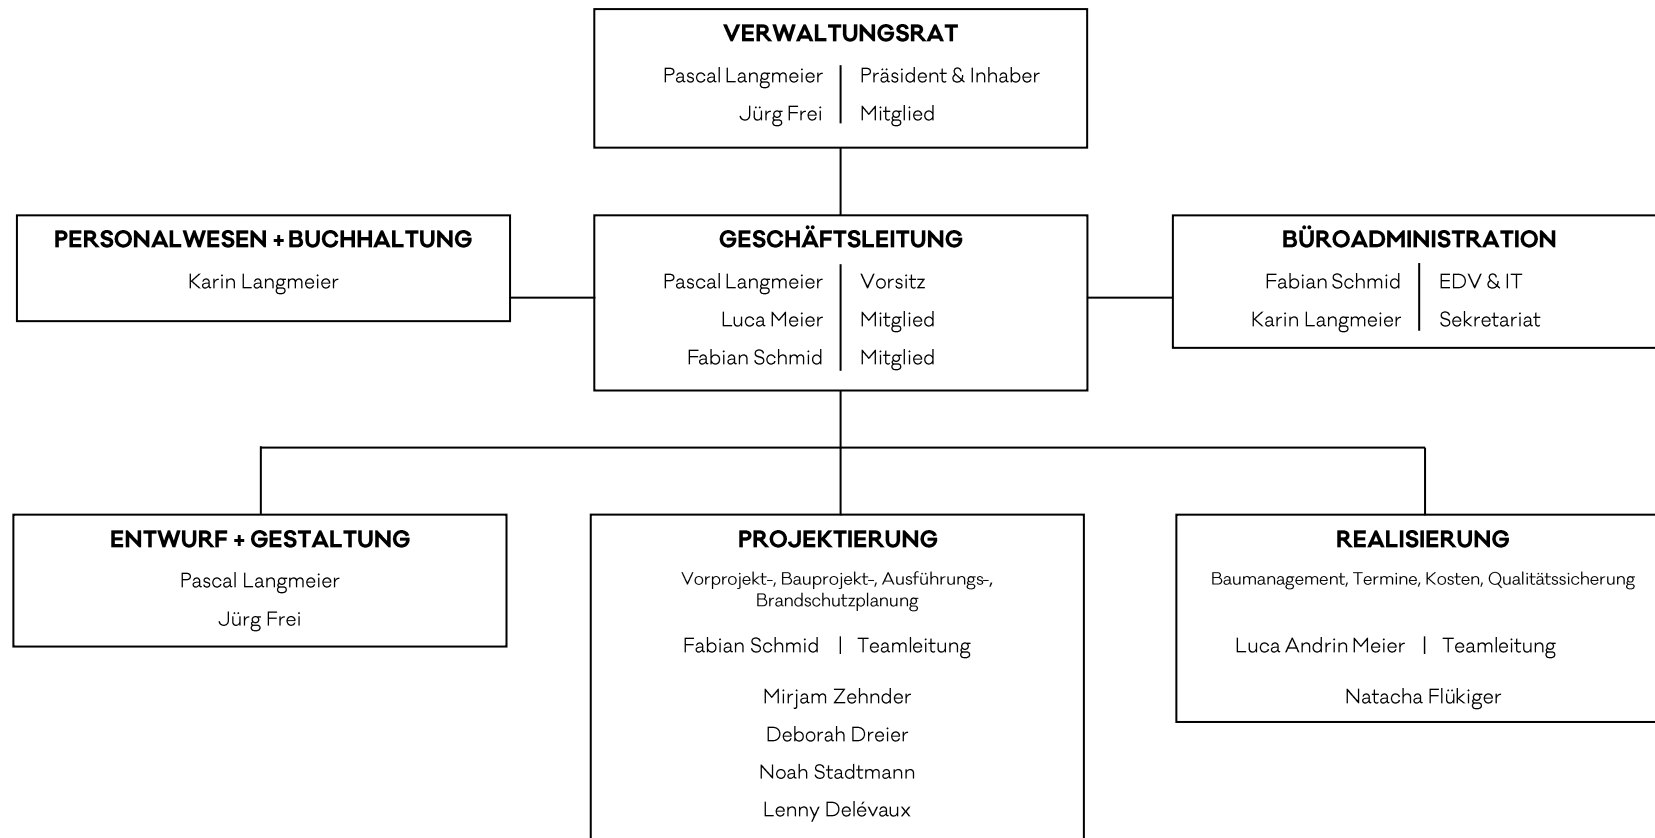 VERWALTUNGSRAT
Pascal Langmeier | Präsident & Inhaber
Jürg Frei | Mitglied
PERSONALWESEN + BUCHHALTUNG
Karin Langmeier
GESCHÄFTSLEITUNG
Pascal Langmeier | Vorsitz
Luca Meier | Mitglied
Fabian Schmid | Mitglied
BÜROADMINISTRATION
Fabian Schmid | EDV & IT
Karin Langmeier | Sekretariat
ENTWURF + GESTALTUNG
Pascal Langmeier
Jürg Frei
PROJEKTIERUNG
Vorprojekt-, Bauprojekt-, Ausführungs-,
Brandschutzplanung
Fabian Schmid | Teamleitung
Mirjam Zehnder
Deborah Dreier
Noah Stadtmann
Lenny Delévaux
REALISIERUNG
Baumanagement, Termine, Kosten, Qualitätssicherung
Luca Andrin Meier | Teamleitung
Natacha Flükiger